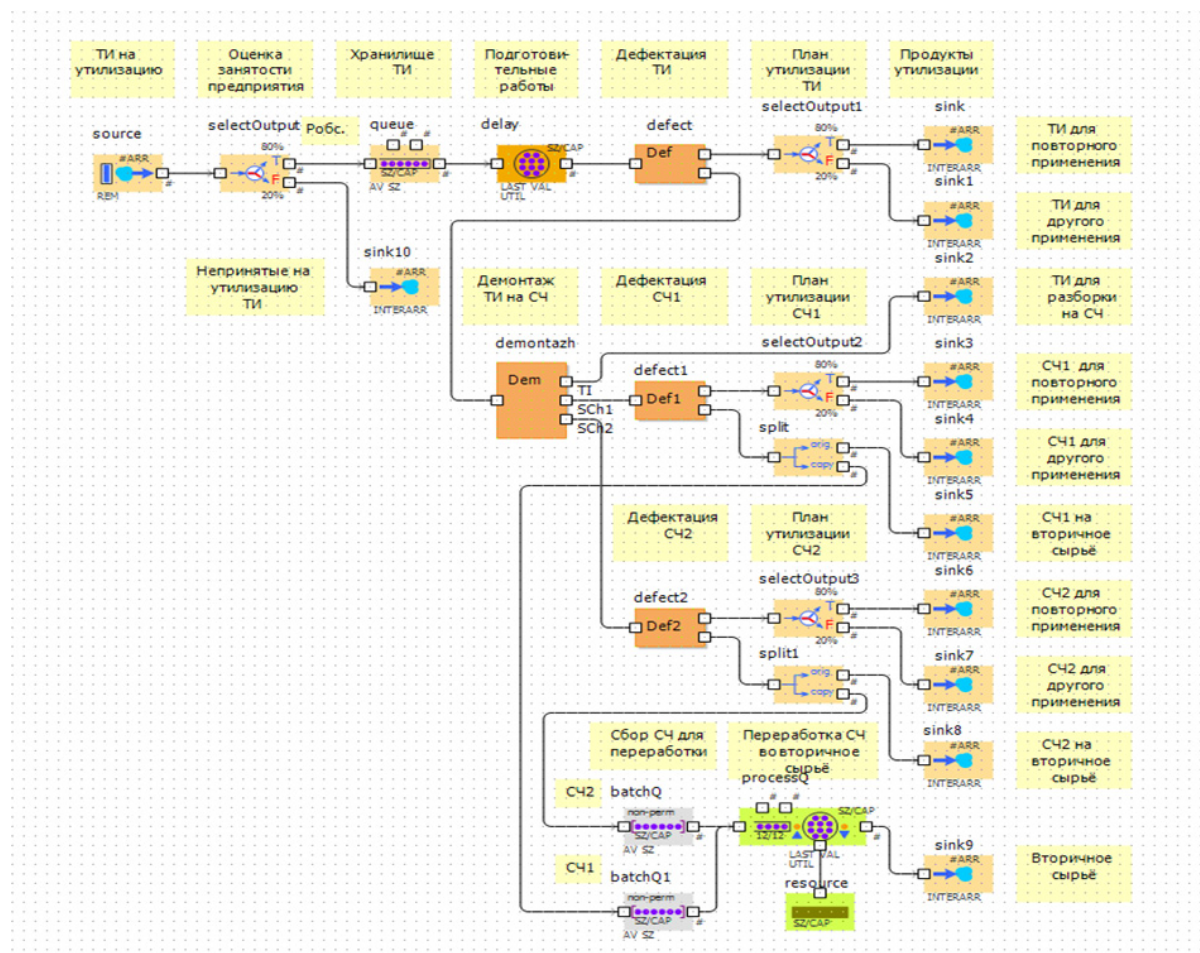 ТИ на
утилизацию
Оценка
занятости
предприятия
Хранилище
ТИ
Подготови-
тельные
работы
Дефектация
ТИ
План
утилизации
ТИ
Продукты
утилизации
source
selectOutput
Робс.
queue
delay
defect
selectOutput1
sink
#ARR
#
REM
80%
T
F
#
#
20%
#
#
SZ/CAP
#
AV SZ
SZ/CAP
LAST VAL
UTIL
Def
80%
T
F
#
#
20%
#ARR
sink1
ТИ для
повторного
применения
#ARR
INTERARR
ТИ для
другого
применения
sink10
#ARR
INTERARR
Непринятые на
утилизацию
ТИ
Демонтаж
ТИ на СЧ
Дефектация
СЧ1
План
утилизации
СЧ1
sink2
#ARR
INTERARR
ТИ для
разборки
на СЧ
demontazh
Dem
TI
SCh1
SCh2
defect1
Def1
selectOutput2
80%
T
F
#
#
20%
sink3
#ARR
СЧ1 для
повторного
применения
sink4
#ARR
INTERARR
СЧ1 для
другого
применения
split
orig
copy
#
#
sink5
#ARR
INTERARR
СЧ1 на
вторичное
сырьё
Дефектация
СЧ2
План
утилизации
СЧ2
defect2
Def2
selectOutput3
80%
T
F
#
#
20%
sink6
#ARR
INTERARR
СЧ2 для
повторного
применения
split1
orig
copy
#
#
sink7
#ARR
INTERARR
СЧ2 для
другого
применения
sink8
#ARR
INTERARR
СЧ2 на
вторичное
сырьё
Сбор СЧ для
переработки
Переработка СЧ
вовторичное
сырьё
СЧ2
batchQ
non-perm
SZ/CAP
#
AV SZ
processQ
#
#
SZ/CAP
12/12
#
LAST VAL
UTIL
СЧ1
batchQ1
non-perm
SZ/CAP
#
AV SZ
resource
SZ/CAP
sink9
#ARR
INTERARR
Вторичное
сырьё